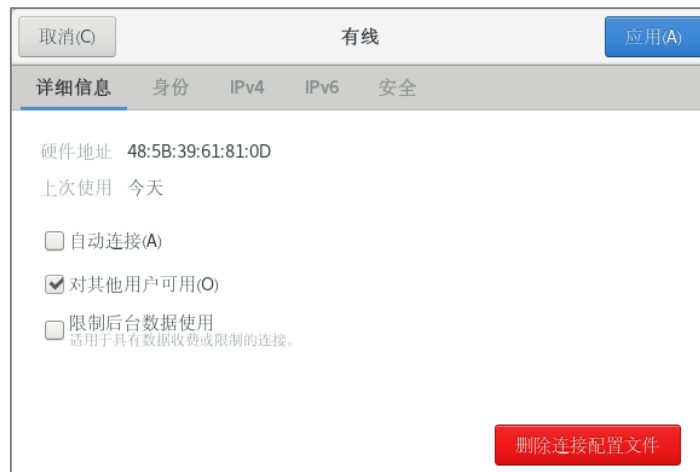 取消(C) 有线 应用(A)
详细信息 身份 IPv4 IPv6 安全
硬件地址 48:5B:39:61:81:0D
上次使用 今天
自动连接(A)
对其他用户可用(O)
限制后台数据使用
适用于具有数据收费或限制的连接。
删除连接配置文件